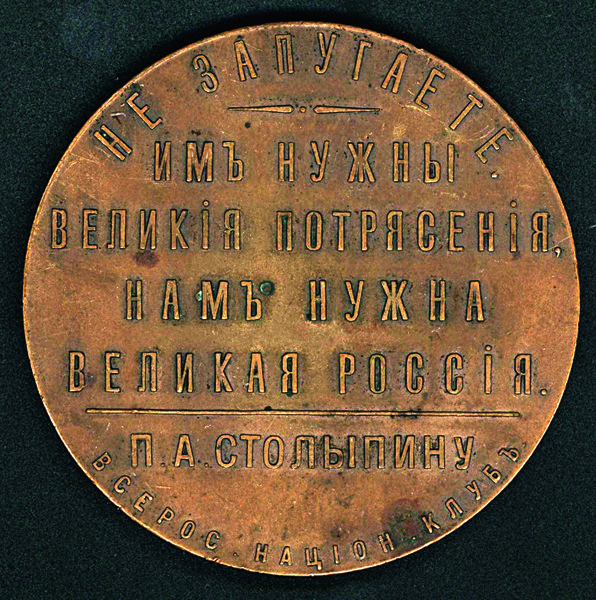 НЕ ЗАПУГАЕТЕ.
ИМЪ НУЖНЫ
ВЕЛИКІЯ ПОТРЯСЕНІЯ,
НАМЪ НУЖНА
ВЕЛИКАЯ РОССІЯ.
П.А.СТОЛЫПИНУ
ВСЕРОС. НАЦІОН. КЛУБЪ